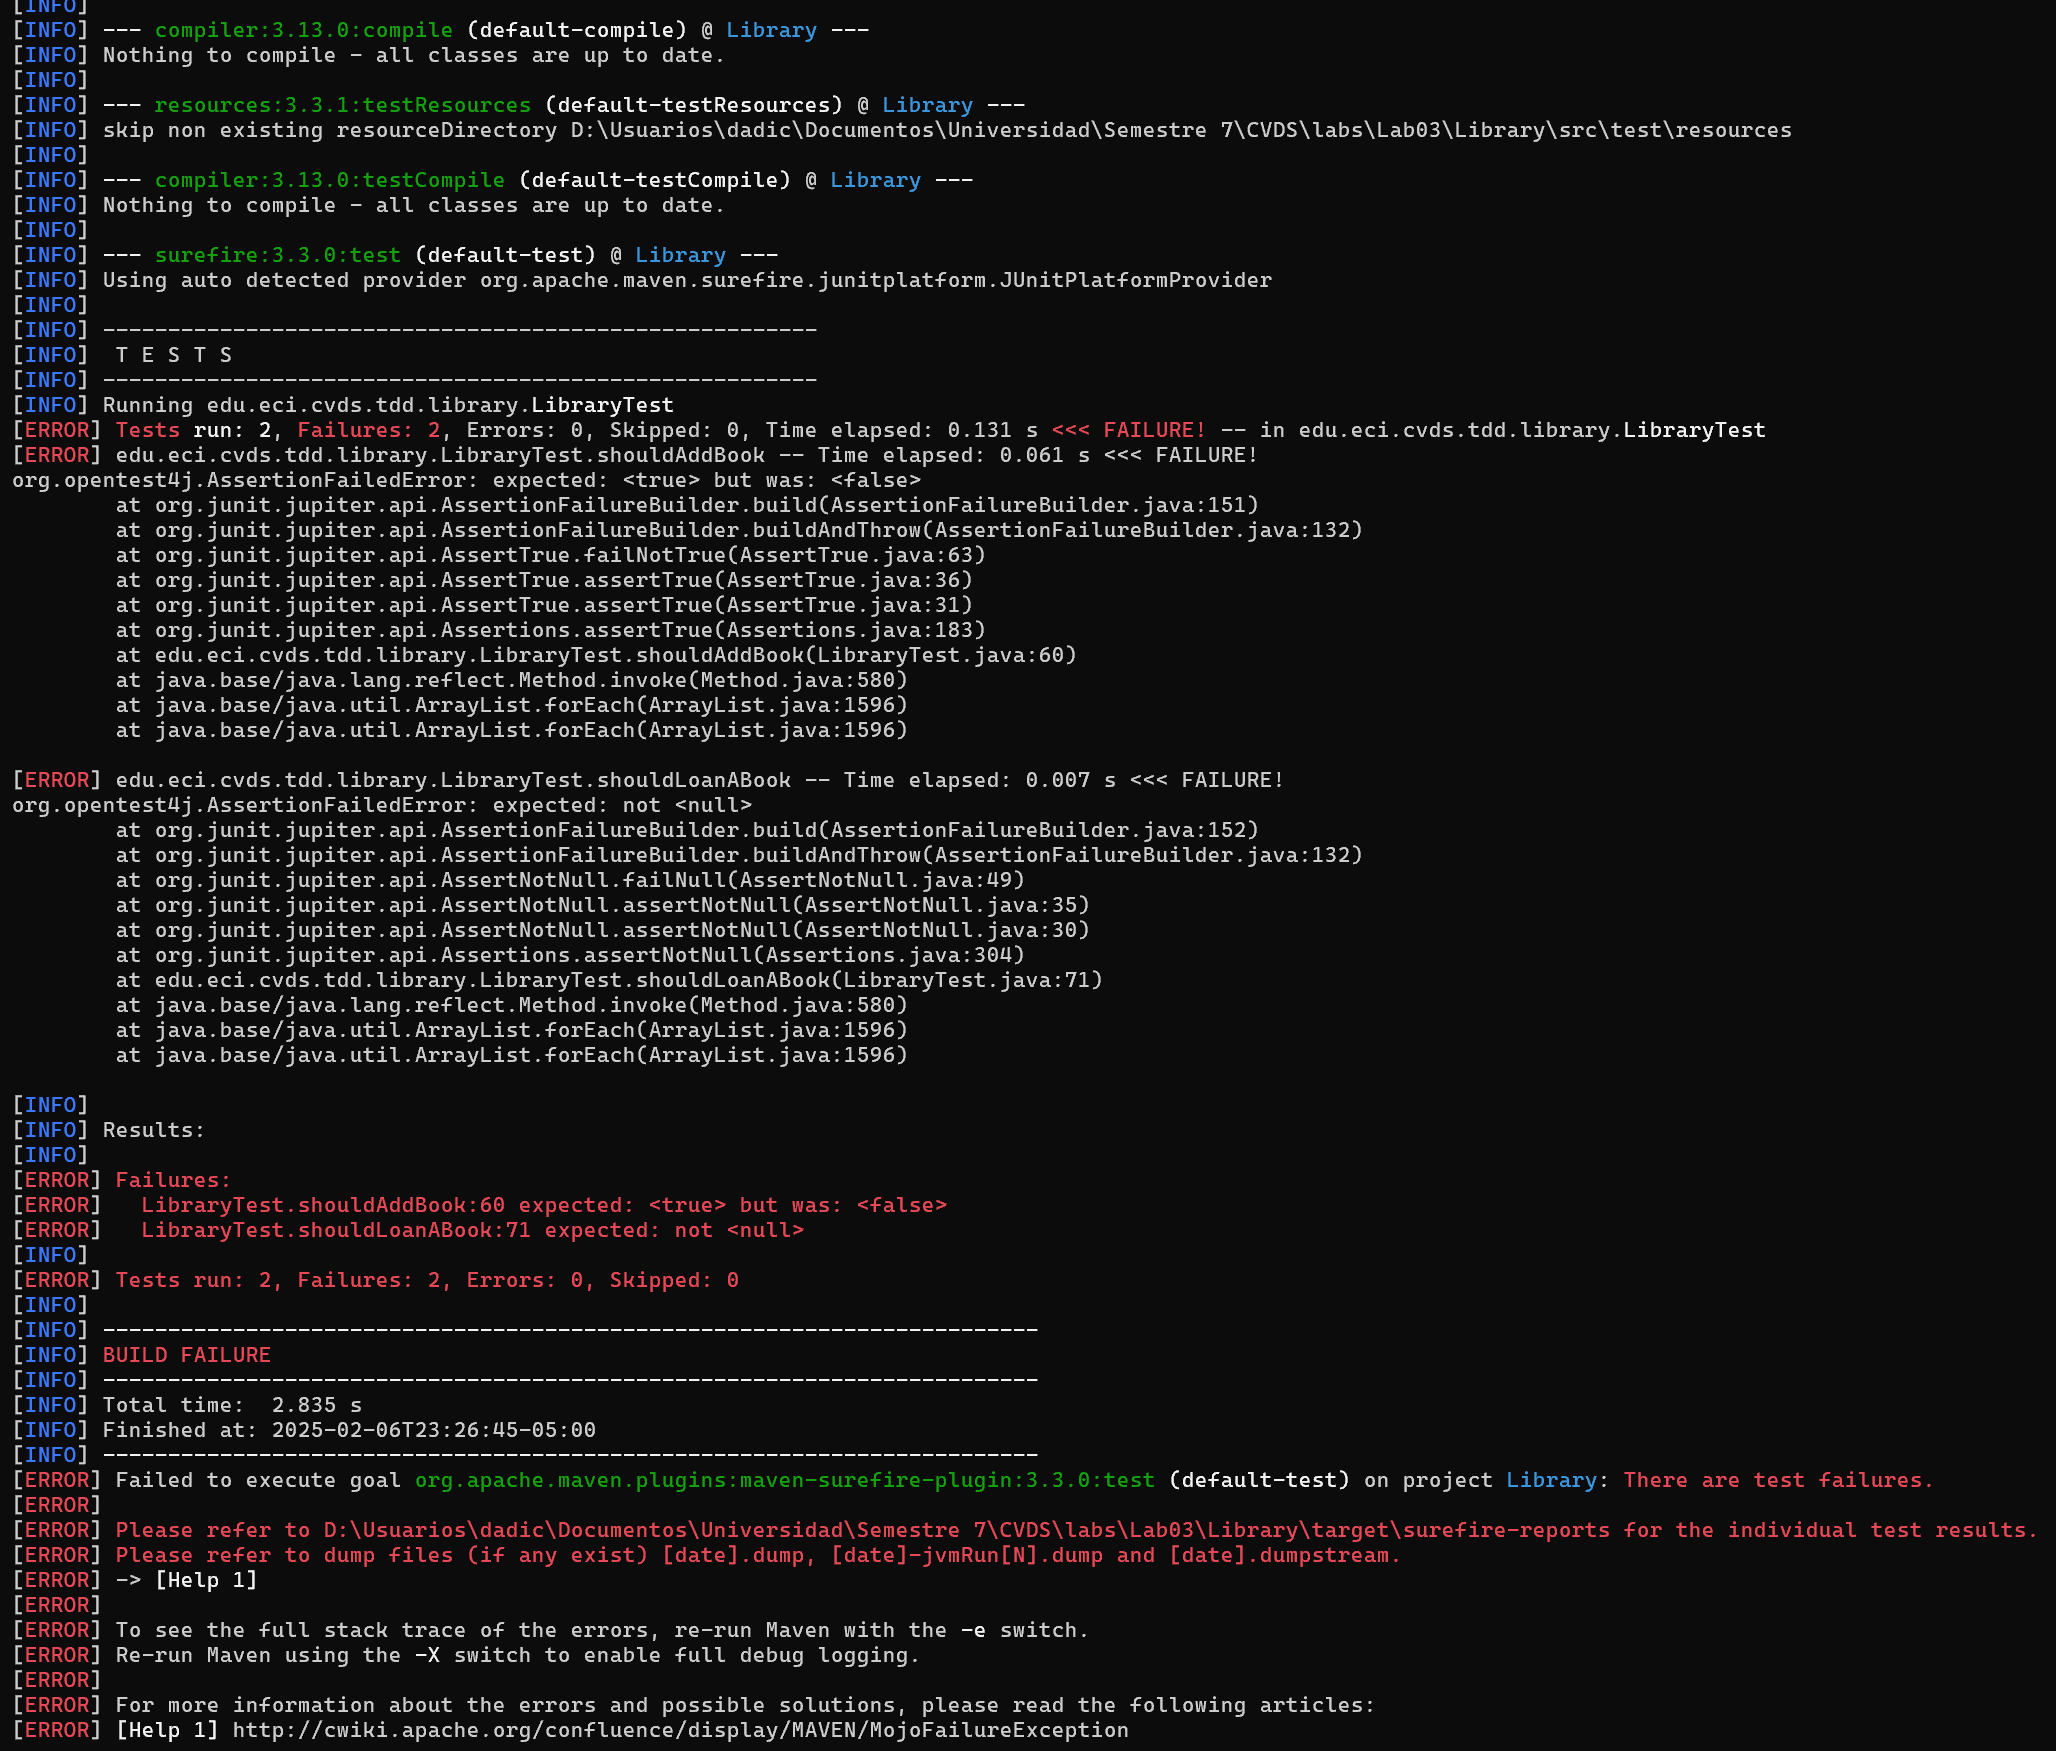 [INFO]
[INFO] --- compiler:3.13.0:compile (default-compile) @ Library ---
[INFO] Nothing to compile - all classes are up to date.
[INFO]
[INFO] --- resources:3.3.1:testResources (default-testResources) @ Library ---
[INFO] skip non existing resourceDirectory D:\Usuarios\dadic\Documentos\Universidad\Semestre 7\CVDS\labs\Lab03\Library\src\test\resources
[INFO]
[INFO] --- compiler:3.13.0:testCompile (default-testCompile) @ Library ---
[INFO] Nothing to compile - all classes are up to date.
[INFO]
[INFO] --- surefire:3.3.0:test (default-test) @ Library ---
[INFO] Using auto detected provider org.apache.maven.surefire.junitplatform.JUnitPlatformProvider
[INFO]
[INFO] -------------------------------------------------------
[INFO]  T E S T S
[INFO] -------------------------------------------------------
[INFO] Running edu.eci.cvds.tdd.library.LibraryTest
[ERROR] Tests run: 2, Failures: 2, Errors: 0, Skipped: 0, Time elapsed: 0.131 s <<< FAILURE! -- in edu.eci.cvds.tdd.library.LibraryTest
[ERROR] edu.eci.cvds.tdd.library.LibraryTest.shouldAddBook -- Time elapsed: 0.061 s <<< FAILURE!
org.opentest4j.AssertionFailedError: expected: <true> but was: <false>
        at org.junit.jupiter.api.AssertionFailureBuilder.build(AssertionFailureBuilder.java:151)
        at org.junit.jupiter.api.AssertionFailureBuilder.buildAndThrow(AssertionFailureBuilder.java:132)
        at org.junit.jupiter.api.AssertTrue.failNotTrue(AssertTrue.java:63)
        at org.junit.jupiter.api.AssertTrue.assertTrue(AssertTrue.java:36)
        at org.junit.jupiter.api.AssertTrue.assertTrue(AssertTrue.java:31)
        at org.junit.jupiter.api.Assertions.assertTrue(Assertions.java:183)
        at edu.eci.cvds.tdd.library.LibraryTest.shouldAddBook(LibraryTest.java:60)
        at java.base/java.lang.reflect.Method.invoke(Method.java:580)
        at java.base/java.util.ArrayList.forEach(ArrayList.java:1596)
        at java.base/java.util.ArrayList.forEach(ArrayList.java:1596)

[ERROR] edu.eci.cvds.tdd.library.LibraryTest.shouldLoanABook -- Time elapsed: 0.007 s <<< FAILURE!
org.opentest4j.AssertionFailedError: expected: not <null>
        at org.junit.jupiter.api.AssertionFailureBuilder.build(AssertionFailureBuilder.java:152)
        at org.junit.jupiter.api.AssertionFailureBuilder.buildAndThrow(AssertionFailureBuilder.java:132)
        at org.junit.jupiter.api.AssertNotNull.failNull(AssertNotNull.java:49)
        at org.junit.jupiter.api.AssertNotNull.assertNotNull(AssertNotNull.java:35)
        at org.junit.jupiter.api.AssertNotNull.assertNotNull(AssertNotNull.java:30)
        at org.junit.jupiter.api.Assertions.assertNotNull(Assertions.java:304)
        at edu.eci.cvds.tdd.library.LibraryTest.shouldLoanABook(LibraryTest.java:71)
        at java.base/java.lang.reflect.Method.invoke(Method.java:580)
        at java.base/java.util.ArrayList.forEach(ArrayList.java:1596)
        at java.base/java.util.ArrayList.forEach(ArrayList.java:1596)

[INFO]
[INFO] Results:
[INFO]
[ERROR] Failures:
[ERROR]   LibraryTest.shouldAddBook:60 expected: <true> but was: <false>
[ERROR]   LibraryTest.shouldLoanABook:71 expected: not <null>
[INFO]
[ERROR] Tests run: 2, Failures: 2, Errors: 0, Skipped: 0
[INFO]
[INFO] ------------------------------------------------------------------------
[INFO] BUILD FAILURE
[INFO] ------------------------------------------------------------------------
[INFO] Total time:  2.835 s
[INFO] Finished at: 2025-02-06T23:26:45-05:00
[INFO] ------------------------------------------------------------------------
[ERROR] Failed to execute goal org.apache.maven.plugins:maven-surefire-plugin:3.3.0:test (default-test) on project Library: There are test failures.
[ERROR]
[ERROR] Please refer to D:\Usuarios\dadic\Documentos\Universidad\Semestre 7\CVDS\labs\Lab03\Library\target\surefire-reports for the individual test results.
[ERROR] Please refer to dump files (if any exist) [date].dump, [date]-jvmRun[N].dump and [date].dumpstream.
[ERROR] -> [Help 1]
[ERROR]
[ERROR] To see the full stack trace of the errors, re-run Maven with the -e switch.
[ERROR] Re-run Maven using the -X switch to enable full debug logging.
[ERROR]
[ERROR] For more information about the errors and possible solutions, please read the following articles:
[ERROR] [Help 1] http://cwiki.apache.org/confluence/display/MAVEN/MojoFailureException